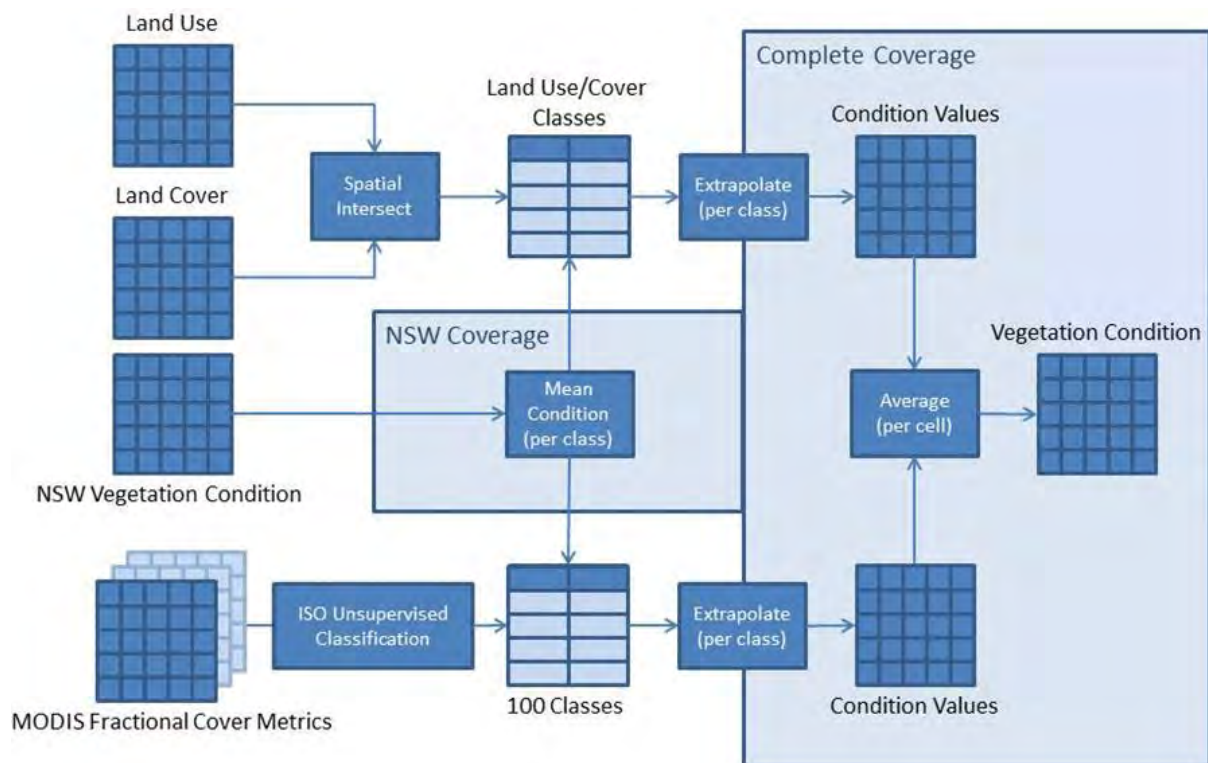 Land Use
Complete Coverage
Land Use/Cover
Classes
Condition Values
Spatial
Intersect
Extrapolate
(per class)
Land Cover
NSW Coverage
Mean
Condition
(per class)
Vegetation Condition
Average
(per cell)
NSW Vegetation Condition
ISO Unsupervised
Classification
Extrapolate
(per class)
MODIS Fractional Cover Metrics
100 Classes
Condition Values